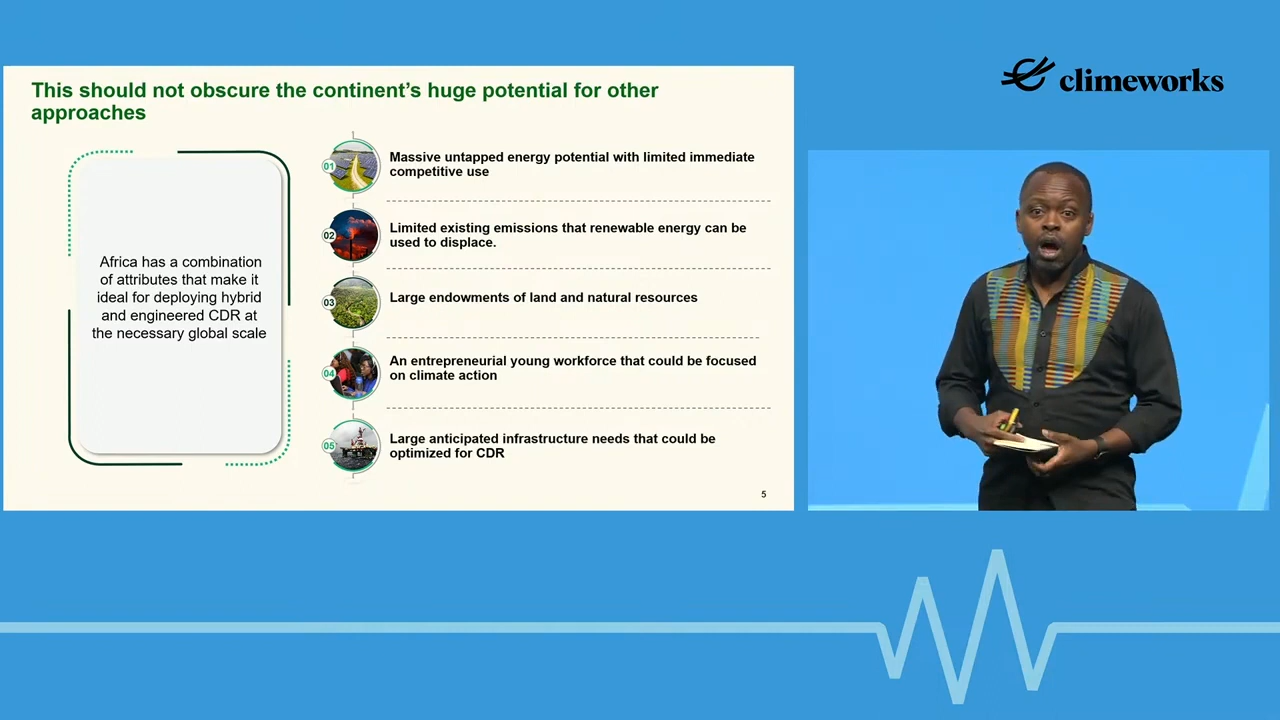 This should not obscure the continent's huge potential for other
approaches
Africa has a combination
of attributes that make it
ideal for deploying hybrid
and engineered CDR at
the necessary global scale
01
Massive untapped energy potential with limited immediate
competitive use
02
Limited existing emissions that renewable energy can be
used to displace.
03
Large endowments of land and natural resources
04
An entrepreneurial young workforce that could be focused
on climate action
05
Large anticipated infrastructure needs that could be
optimized for CDR
5
climeworks